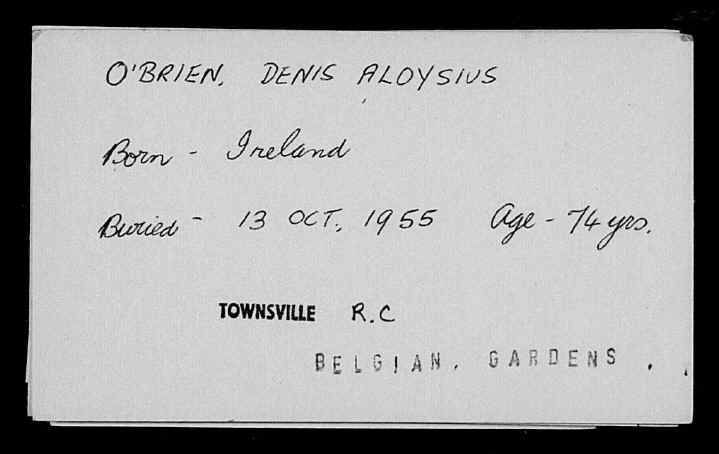 O'BRIEN, DENIS ALOYSIUS
Born - Ireland
Buried - 13 OCT, 1955 Age - 74 yrs.
TOWNSVILLE R.C
BELGIAN. GARDENS.